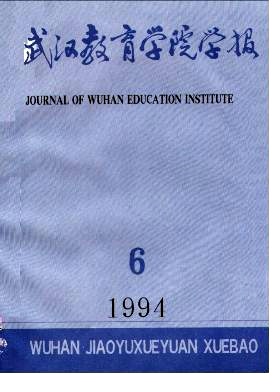 武汉教育学院学报
JOURNAL OF WUHAN EDUCATION INSTITUTE
6
1994
WUHAN JIAOYUXUEYUAN XUEBAO